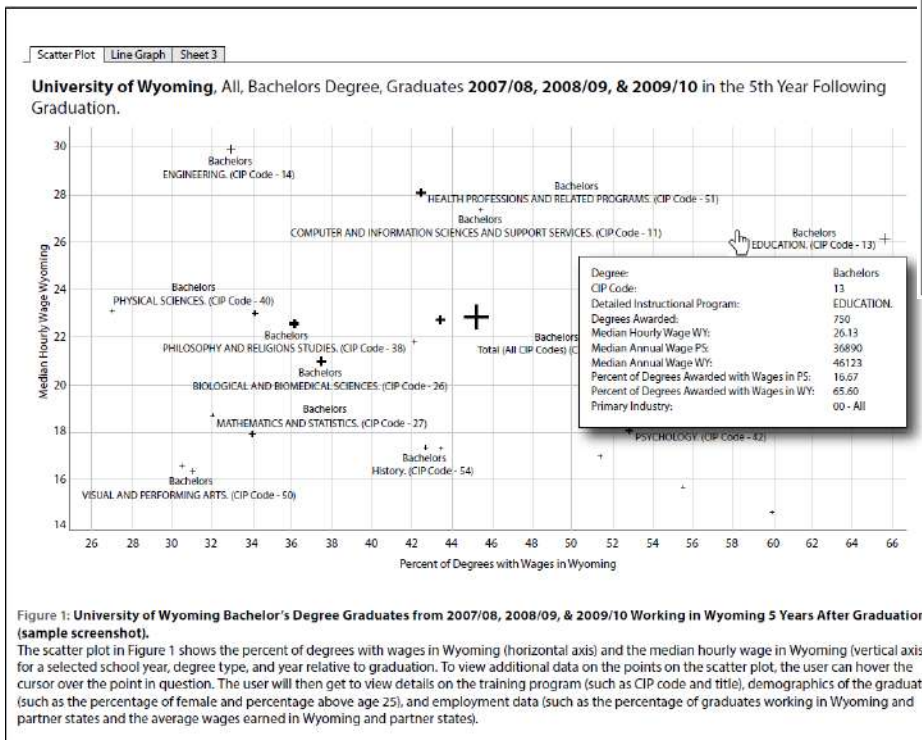 Scatter Plot Line Graph Sheet 3
University of Wyoming, All, Bachelors Degree, Graduates 2007/08, 2008/09, & 2009/10 in the 5th Year Following
Graduation.
Median Hourly Wage Wyoming
30
28
26
24
22
20
18
16
14
Bachelors
ENGINEERING. (CIP Code - 14)
Bachelors
HEALTH PROFESSIONS AND RELATED PROGRAMS. (CIP Code - 51)
Bachelors
COMPUTER AND INFORMATION SCIENCES AND SUPPORT SERVICES. (CIP Code - 11)
Bachelors
EDUCATION. (CIP Code - 13)
Bachelors
PHYSICAL SCIENCES. (CIP Code - 40)
Bachelors
PHILOSOPHY AND RELIGIONS STUDIES. (CIP Code - 38)
Bachelors
Total (All CIP Codes) (C
Bachelors
BIOLOGICAL AND BIOMEDICAL SCIENCES. (CIP Code - 26)
Bachelors
MATHEMATICS AND STATISTICS. (CIP Code - 27)
PSYCHOLOGY. (CIP Code - 42)
Bachelors
History. (CIP Code - 54)
Bachelors
VISUAL AND PERFORMING ARTS. (CIP Code - 50)
Degree: Bachelors
CIP Code: 13
Detailed Instructional Program: EDUCATION.
Degrees Awarded: 750
Median Hourly Wage WY: 26.13
Median Annual Wage PS: 36890
Median Annual Wage WY: 46123
Percent of Degrees Awarded with Wages in PS: 16.67
Percent of Degrees Awarded with Wages in WY: 65.60
Primary Industry: 00 - All
26 28 30 32 34 36 38 40 42 44 46 48 50 52 54 56 58 60 62 64 66
Percent of Degrees with Wages in Wyoming
Figure 1: University of Wyoming Bachelor's Degree Graduates from 2007/08, 2008/09, & 2009/10 Working in Wyoming 5 Years After Graduation
(sample screenshot).
The scatter plot in Figure 1 shows the percent of degrees with wages in Wyoming (horizontal axis) and the median hourly wage in Wyoming (vertical axis
for a selected school year, degree type, and year relative to graduation. To view additional data on the points on the scatter plot, the user can hover the
cursor over the point in question. The user will then get to view details on the training program (such as CIP code and title), demographics of the graduat
(such as the percentage of female and percentage above age 25), and employment data (such as the percentage of graduates working in Wyoming and
partner states and the average wages earned in Wyoming and partner states).